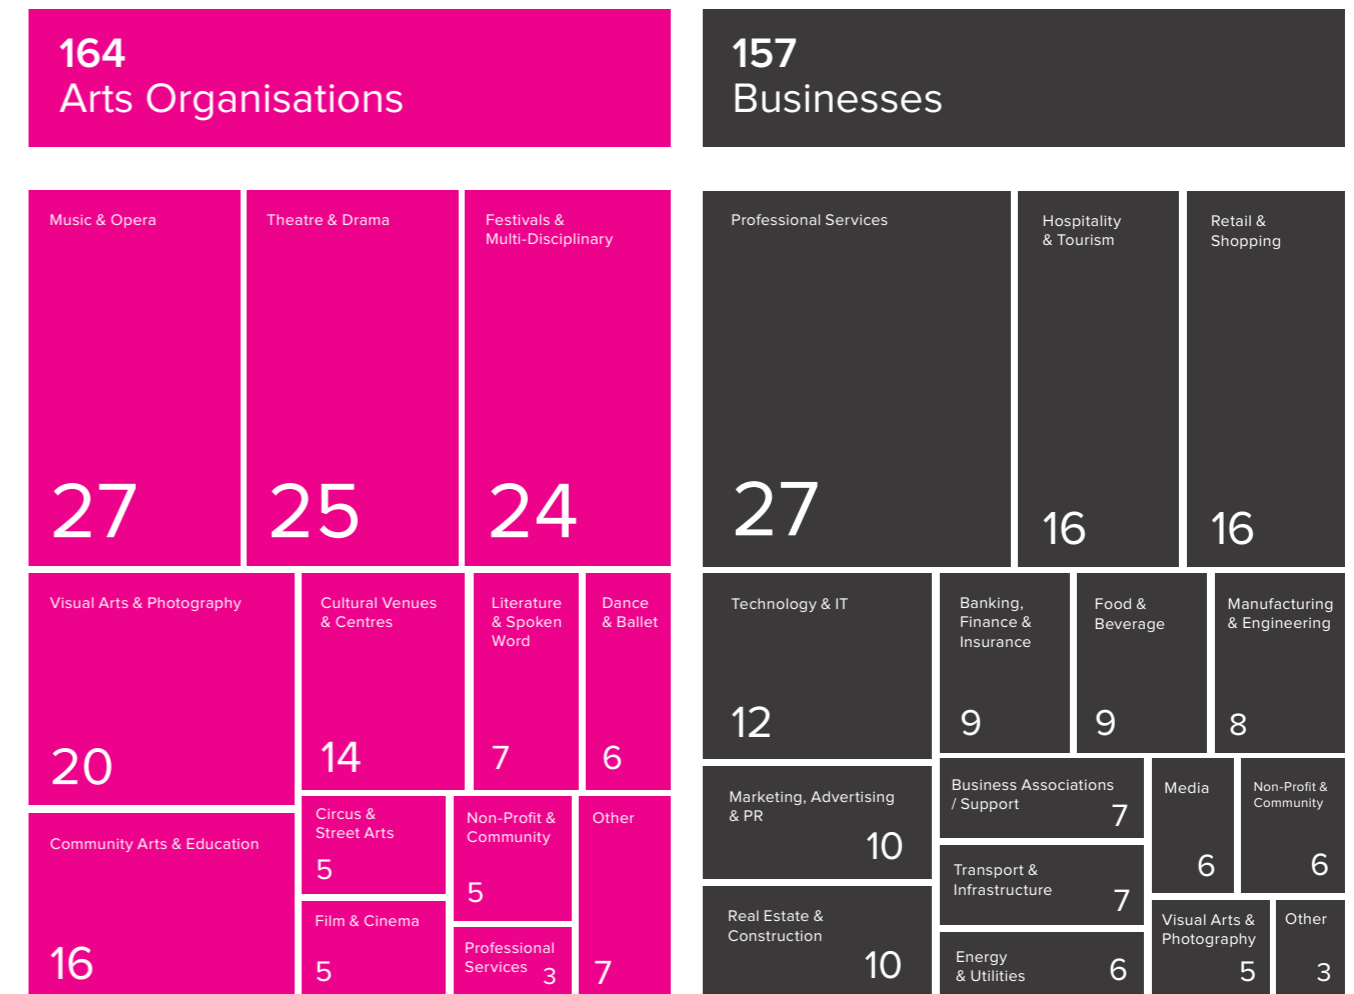 164
Arts Organisations
Music & Opera
27
Theatre & Drama
25
Festivals &
Multi-Disciplinary
24
Visual Arts & Photography
20
Cultural Venues
& Centres
14
Literature
& Spoken
Word
7
Dance
& Ballet
6
Community Arts & Education
16
Circus &
Street Arts
5
Non-Profit &
Community
5
Other
7
Film & Cinema
5
Professional
Services
3
157
Businesses
Professional Services
27
Hospitality
& Tourism
16
Retail &
Shopping
16
Technology & IT
12
Banking,
Finance &
Insurance
9
Food &
Beverage
9
Manufacturing
& Engineering
8
Marketing, Advertising
& PR
10
Business Associations
/ Support
7
Media
6
Non-Profit &
Community
6
Transport &
Infrastructure
7
Real Estate &
Construction
10
Energy
& Utilities
6
Visual Arts &
Photography
5
Other
3